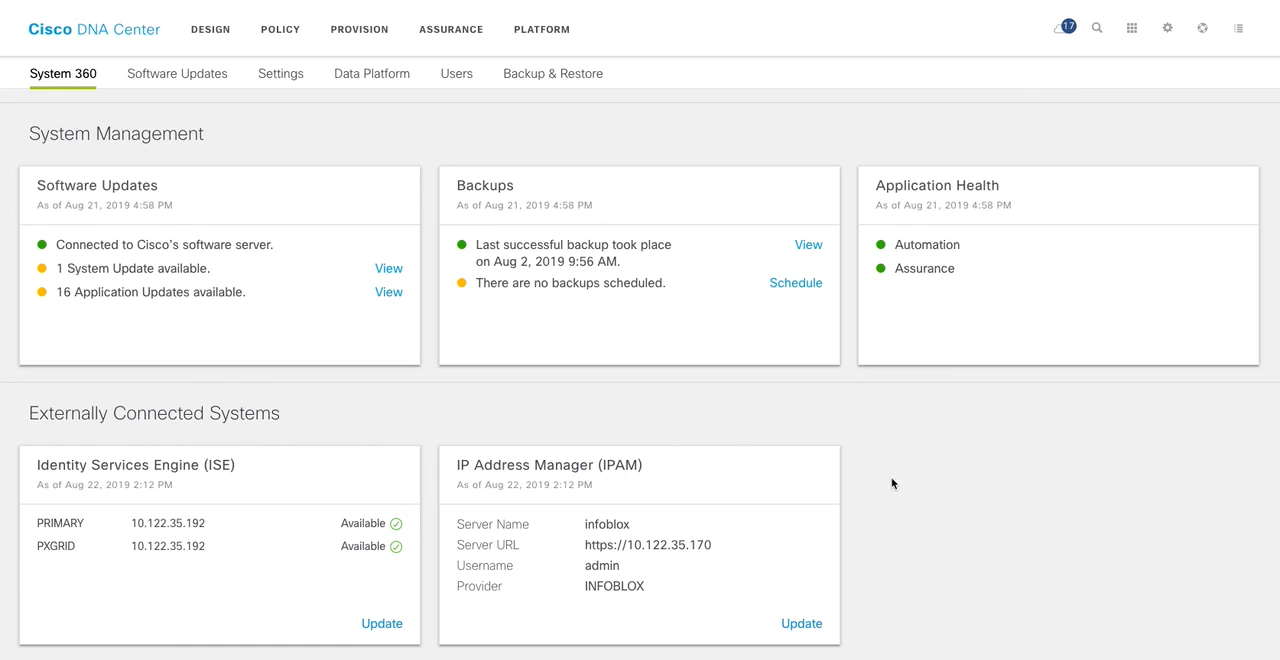 Cisco DNA Center DESIGN POLICY PROVISION ASSURANCE PLATFORM 17
System 360 Software Updates Settings Data Platform Users Backup & Restore
System Management
Software Updates
As of Aug 21, 2019 4:58 PM
Connected to Cisco's software server.
1 System Update available. View
16 Application Updates available. View
Backups
As of Aug 21, 2019 4:58 PM
Last successful backup took place View
on Aug 2, 2019 9:56 AM.
There are no backups scheduled. Schedule
Application Health
As of Aug 21, 2019 4:58 PM
Automation
Assurance
Externally Connected Systems
Identity Services Engine (ISE)
As of Aug 22, 2019 2:12 PM
PRIMARY 10.122.35.192 Available
PXGRID 10.122.35.192 Available
Update
IP Address Manager (IPAM)
As of Aug 22, 2019 2:12 PM
Server Name infoblox
Server URL https://10.122.35.170
Username admin
Provider INFOBLOX
Update